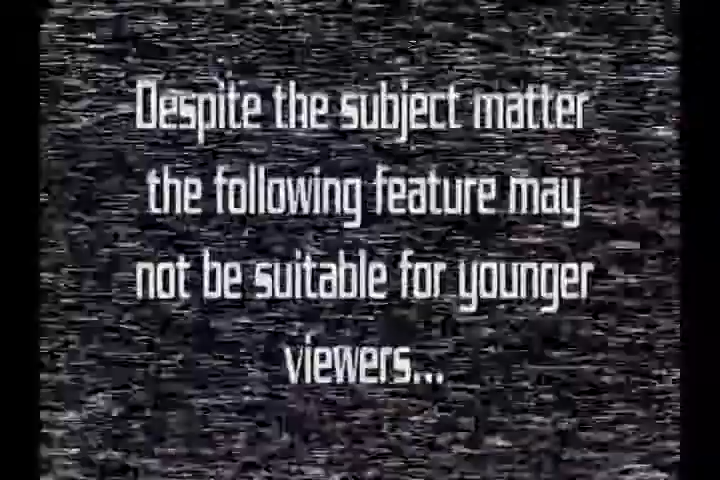 Despite the subject matter
the following feature may
not be suitable for younger
viewers...